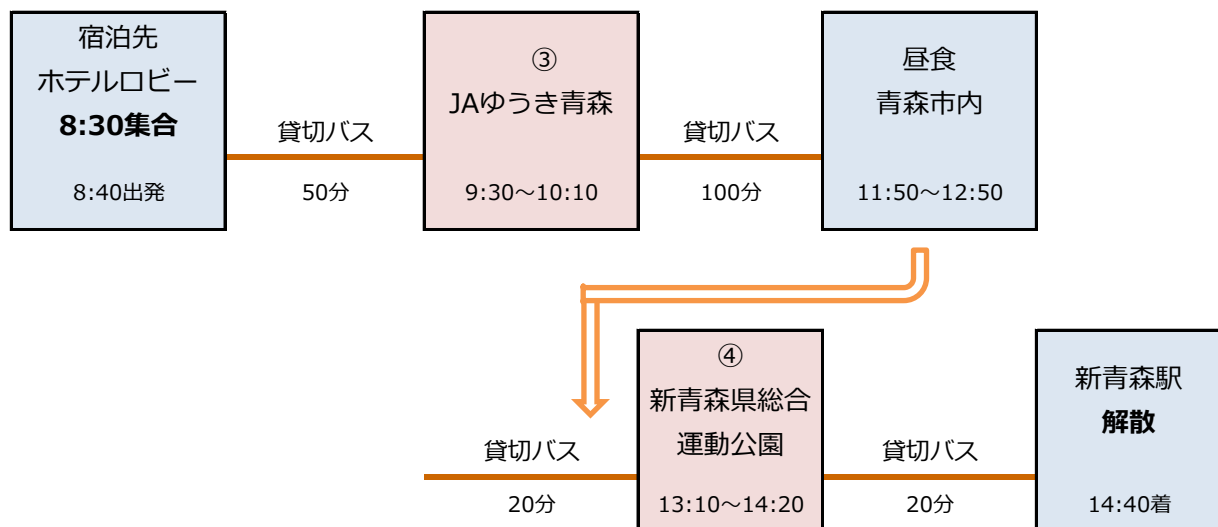 宿泊先
ホテルロビー
8:30集合
8:40出発
貸切バス
50分
③
JAゆうき青森
9:30～10:10
貸切バス
100分
昼食
青森市内
11:50～12:50
貸切バス
20分
④
新青森県総合
運動公園
13:10～14:20
貸切バス
20分
新青森駅
解散
14:40着